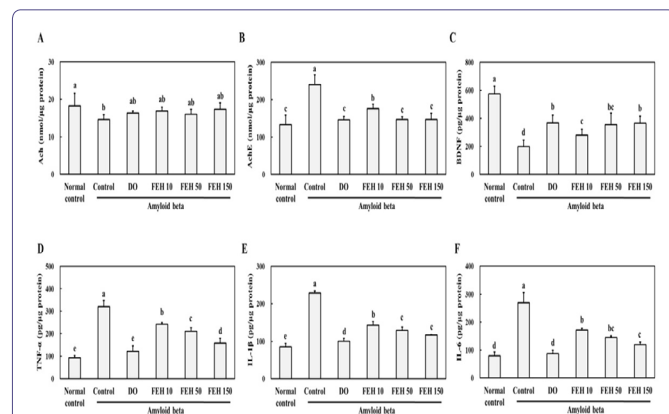 A
Ach (nmol/µg protein)
30
20
10
0
a
b
ab
ab
ab
ab
Normal control
Control
DO
FEH 10
FEH 50
FEH 150
Amyloid beta
B
AchE (nmol/µg protein)
300
200
100
0
c
a
c
b
c
c
Normal control
Control
DO
FEH 10
FEH 50
FEH 150
Amyloid beta
C
BDNF (pg/µg protein)
800
600
400
200
0
a
d
b
c
bc
b
Normal control
Control
DO
FEH 10
FEH 50
FEH 150
Amyloid beta
D
TNF-α (pg/µg protein)
500
400
300
200
100
0
e
a
e
b
c
d
Normal control
Control
DO
FEH 10
FEH 50
FEH 150
Amyloid beta
E
IL-1β (pg/µg protein)
300
200
100
0
e
a
d
b
c
Normal control
Control
DO
FEH 10
FEH 50
FEH 150
Amyloid beta
F
IL-6 (pg/µg protein)
400
300
200
100
0
d
a
d
b
bc
c
Normal control
Control
DO
FEH 10
FEH 50
FEH 150
Amyloid beta